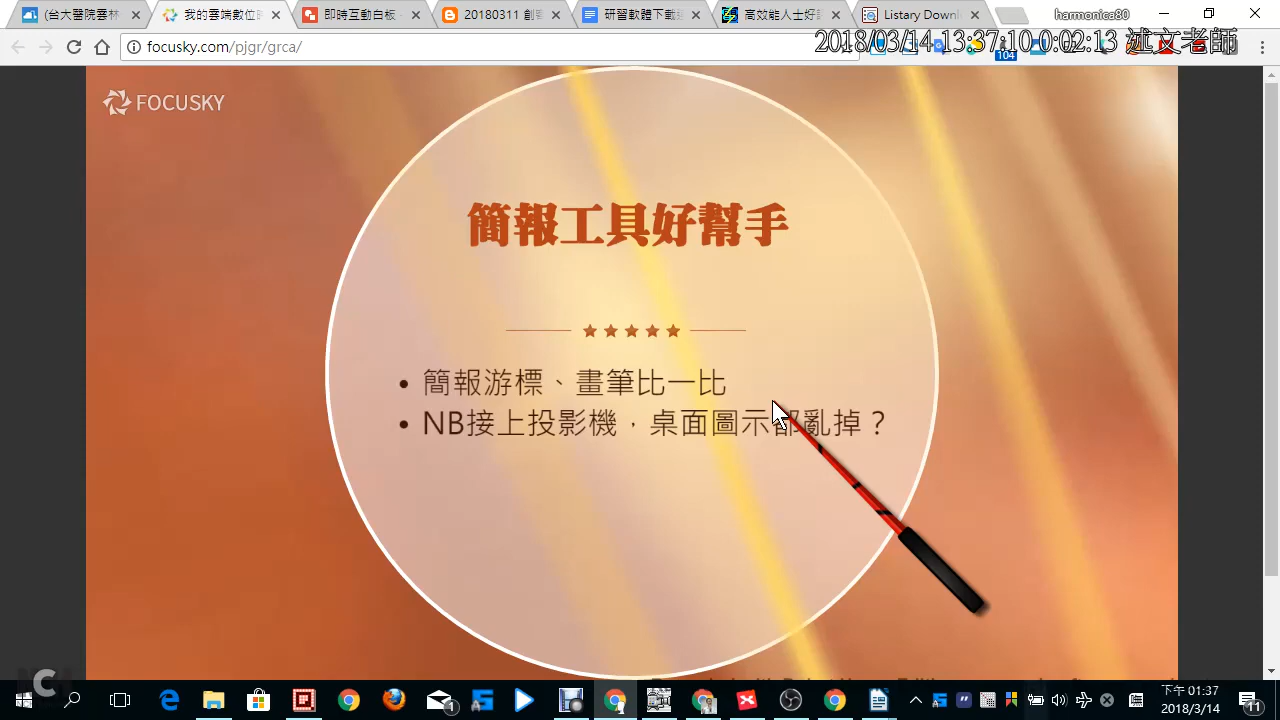 (台大醫院雲林
我的雲端數位
即時互動白板 -
20180311 創
研習軟體下載
高效能人士好
Listary Downl
harmonica80
focusky.com/pjgr/grca/
2018/03/14 13:37:10 0:02:13 述文老師
104
FOCUSKY
簡報工具好幫手
• 簡報游標、畫筆比一比
• NB接上投影機，桌面圖示都亂掉？
下午 01:37
2018/3/14
1
11